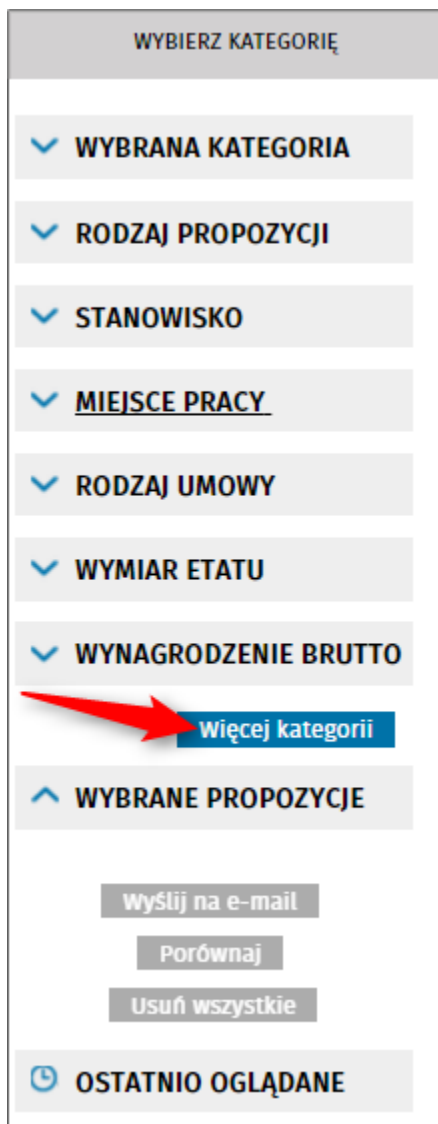 WYBIERZ KATEGORIĘ
WYBRANA KATEGORIA
RODZAJ PROPOZYCJI
STANOWISKO
MIEJSCE PRACY
RODZAJ UMOWY
WYMIAR ETATU
WYNAGRODZENIE BRUTTO
Więcej kategorii
WYBRANE PROPOZYCJE
Wyślij na e-mail
Porównaj
Usuń wszystkie
OSTATNIO OGLĄDANE